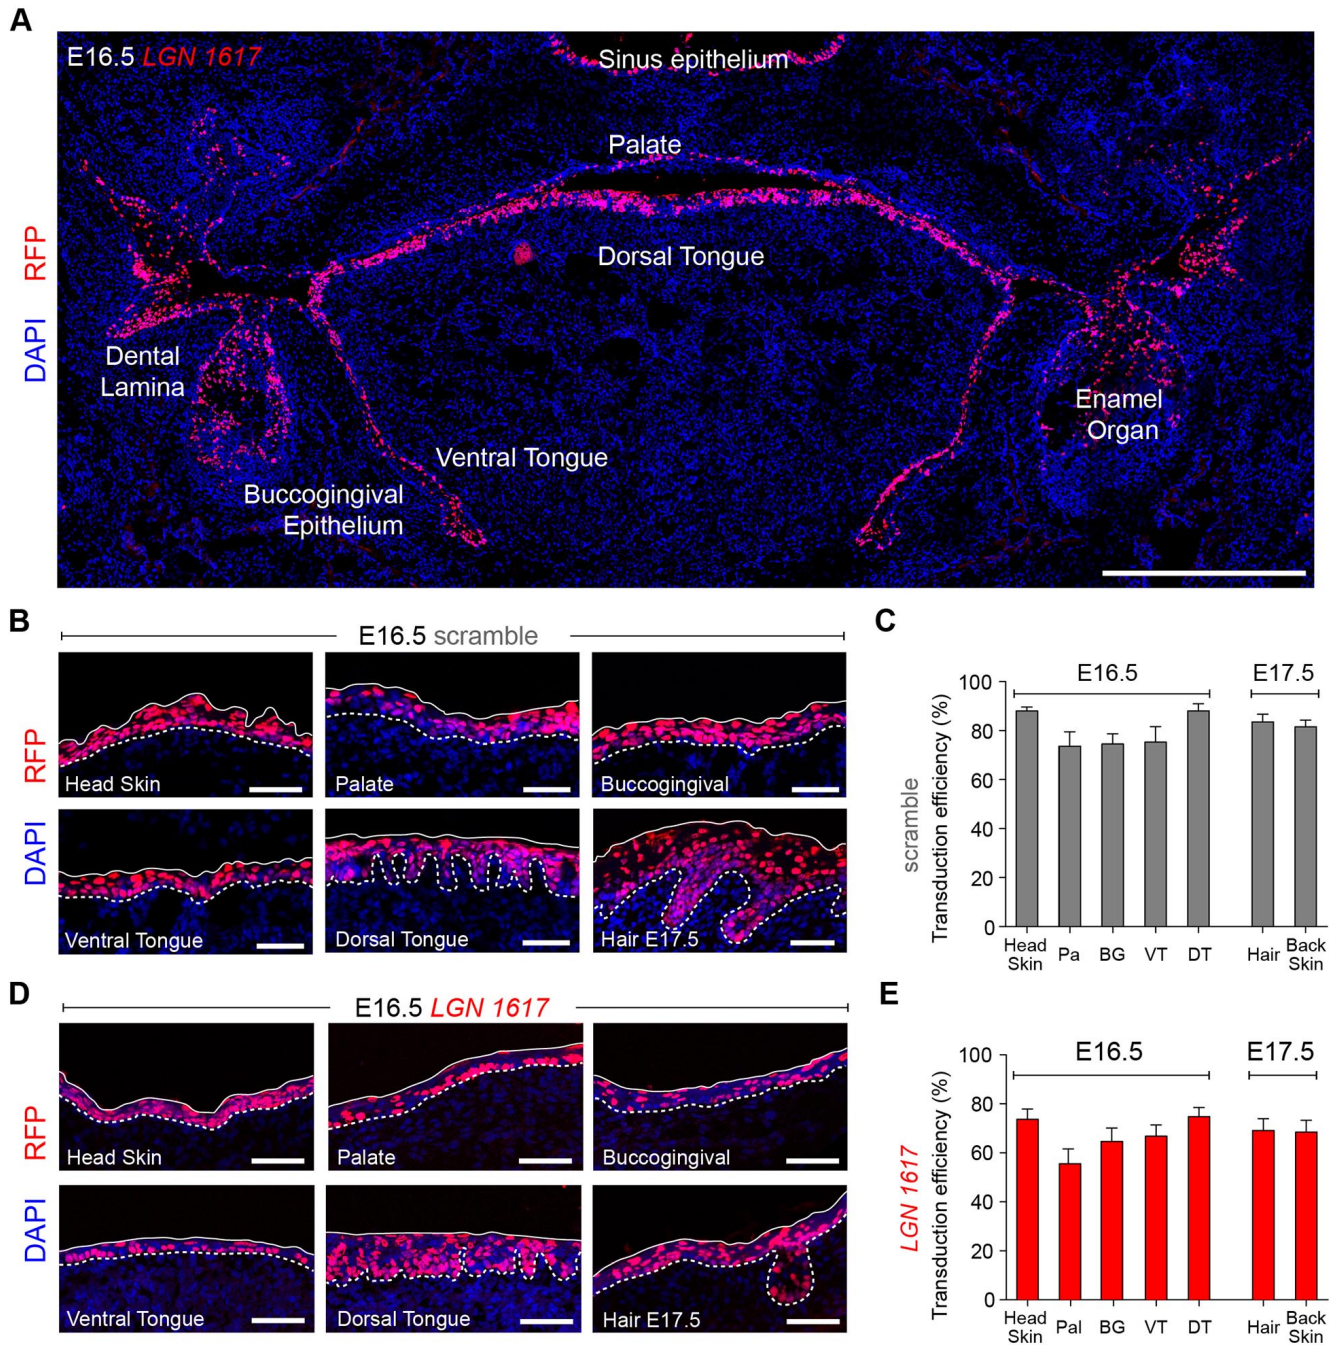 A
E16.5 LGN 1617
Sinus epithelium
Palate
Dorsal Tongue
Dental
Lamina
Enamel
Organ
Ventral Tongue
Buccogingival
Epithelium
DAPI RFP
B
E16.5 scramble
Head Skin
Palate
Buccogingival
Ventral Tongue
Dorsal Tongue
Hair E17.5
DAPI RFP
C
E16.5
E17.5
scramble
Transduction efficiency (%)
100
80
60
40
20
0
Head
Skin
Pa
BG
VT
DT
Hair
Back
Skin
D
E16.5 LGN 1617
Head Skin
Palate
Buccogingival
Ventral Tongue
Dorsal Tongue
Hair E17.5
DAPI RFP
E
E16.5
E17.5
LGN 1617
Transduction efficiency (%)
100
80
60
40
20
0
Head
Skin
Pal
BG
VT
DT
Hair
Back
Skin